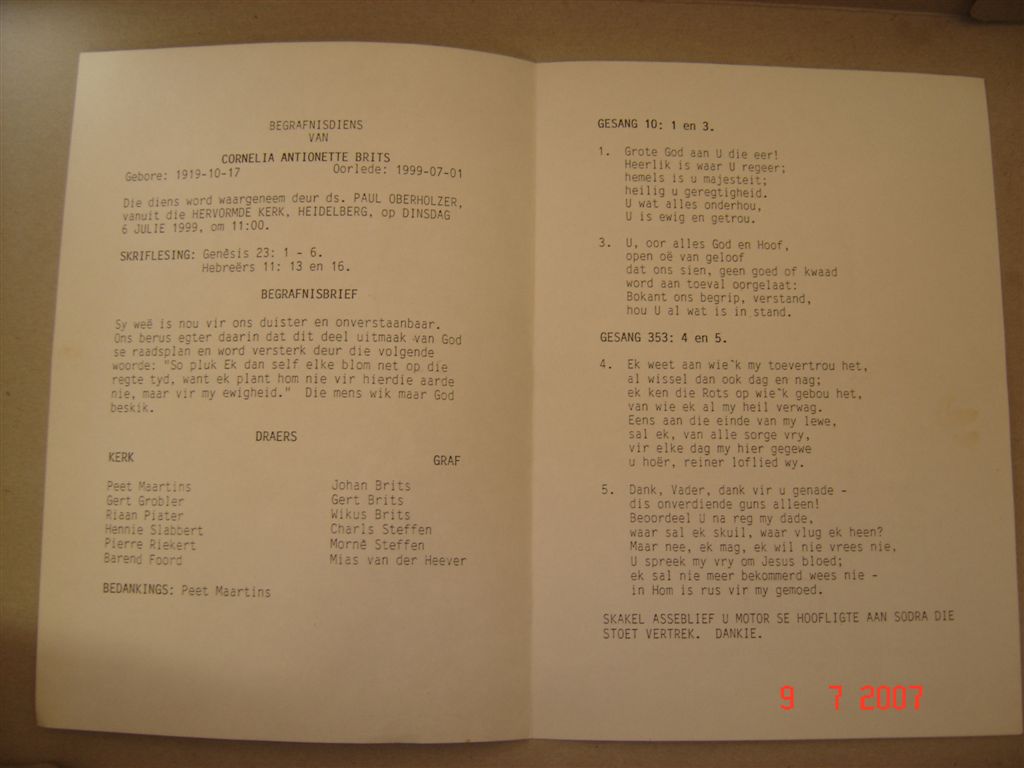 BEGRAFNISDIENS
VAN
CORNELIA ANTIONETTE BRITS
Gebore: 1919-10-17 Oorlede: 1999-07-01
Die diens word waargeneem deur ds. PAUL OBERHOLZER,
vanuit die HERVORMDE KERK, HEIDELBERG, op DINSDAG
6 JULIE 1999, om 11:00.
SKRIFLESING: Genêsis 23: 1 - 6.
Hebreërs 11: 13 en 16.
BEGRAFNISBRIEF
Sy weë is nou vir ons duister en onverstaanbaar.
Ons berus egter daarin dat dit deel uitmaak van God
se raadsplan en word versterk deur die volgende
woorde: "So pluk Ek dan self elke blom net op die
regte tyd, want ek plant hom nie vir hierdie aarde
nie, maar vir my ewigheid." Die mens wik maar God
beskik.
DRAERS
KERK GRAF
Peet Maartins Johan Brits
Gert Grobler Gert Brits
Riaan Piater Wikus Brits
Hennie Slabbert Charls Steffen
Pierre Riekert Mornê Steffen
Barend Foord Mias van der Heever
BEDANKINGS: Peet Maartins
GESANG 10: 1 en 3.
1. Grote God aan U die eer!
Heerlik is waar U regeer;
hemels is u majesteit;
heilig u geregtigheid.
U wat alles onderhou,
U is ewig en getrou.
3. U, oor alles God en Hoof,
open oë van geloof
dat ons sien, geen goed of kwaad
word aan toeval oorgelaat:
Bokant ons begrip, verstand,
hou U al wat is in stand.
GESANG 353: 4 en 5.
4. Ek weet aan wie`k my toevertrou het,
al wissel dan ook dag en nag;
ek ken die Rots op wie`k gebou het,
van wie ek al my heil verwag.
Eens aan die einde van my lewe,
sal ek, van alle sorge vry,
vir elke dag my hier gegewe
u hoër, reiner loflied wy.
5. Dank, Vader, dank vir u genade -
dis onverdiende guns alleen!
Beoordeel U na reg my dade,
waar sal ek skuil, waar vlug ek heen?
Maar nee, ek mag, ek wil nie vrees nie,
U spreek my vry om Jesus bloed;
ek sal nie meer bekommerd wees nie -
in Hom is rus vir my gemoed.
SKAKEL ASSEBLIEF U MOTOR SE HOOFLIGTE AAN SODRA DIE
STOET VERTREK. DANKIE.
9 7 2007